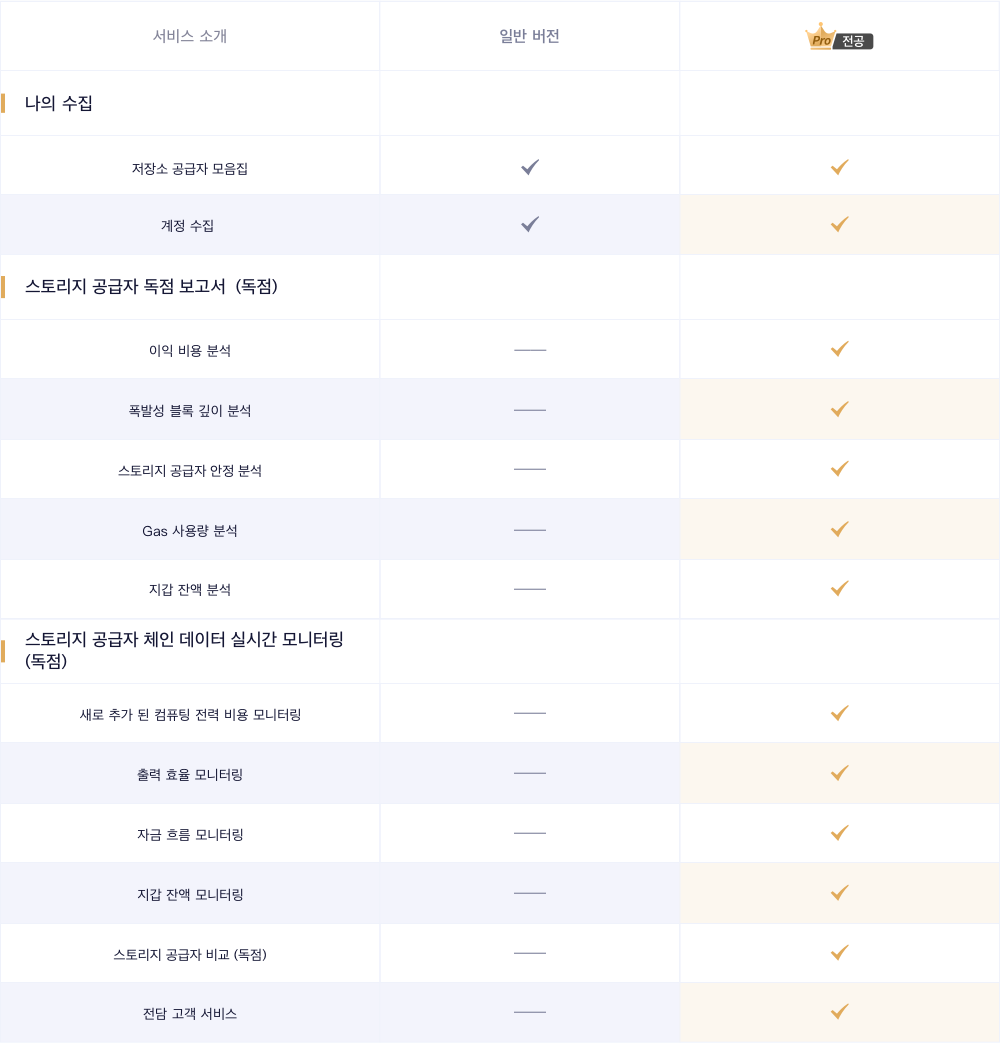 서비스 소개 일반 버전 Pro 전공
나의 수집
저장소 공급자 모음집
계정 수집
스토리지 공급자 독점 보고서 (독점)
이익 비용 분석
폭발성 블록 깊이 분석
스토리지 공급자 안정 분석
Gas 사용량 분석
지갑 잔액 분석
스토리지 공급자 체인 데이터 실시간 모니터링
(독점)
새로 추가 된 컴퓨팅 전력 비용 모니터링
출력 효율 모니터링
자금 흐름 모니터링
지갑 잔액 모니터링
스토리지 공급자 비교 (독점)
전담 고객 서비스